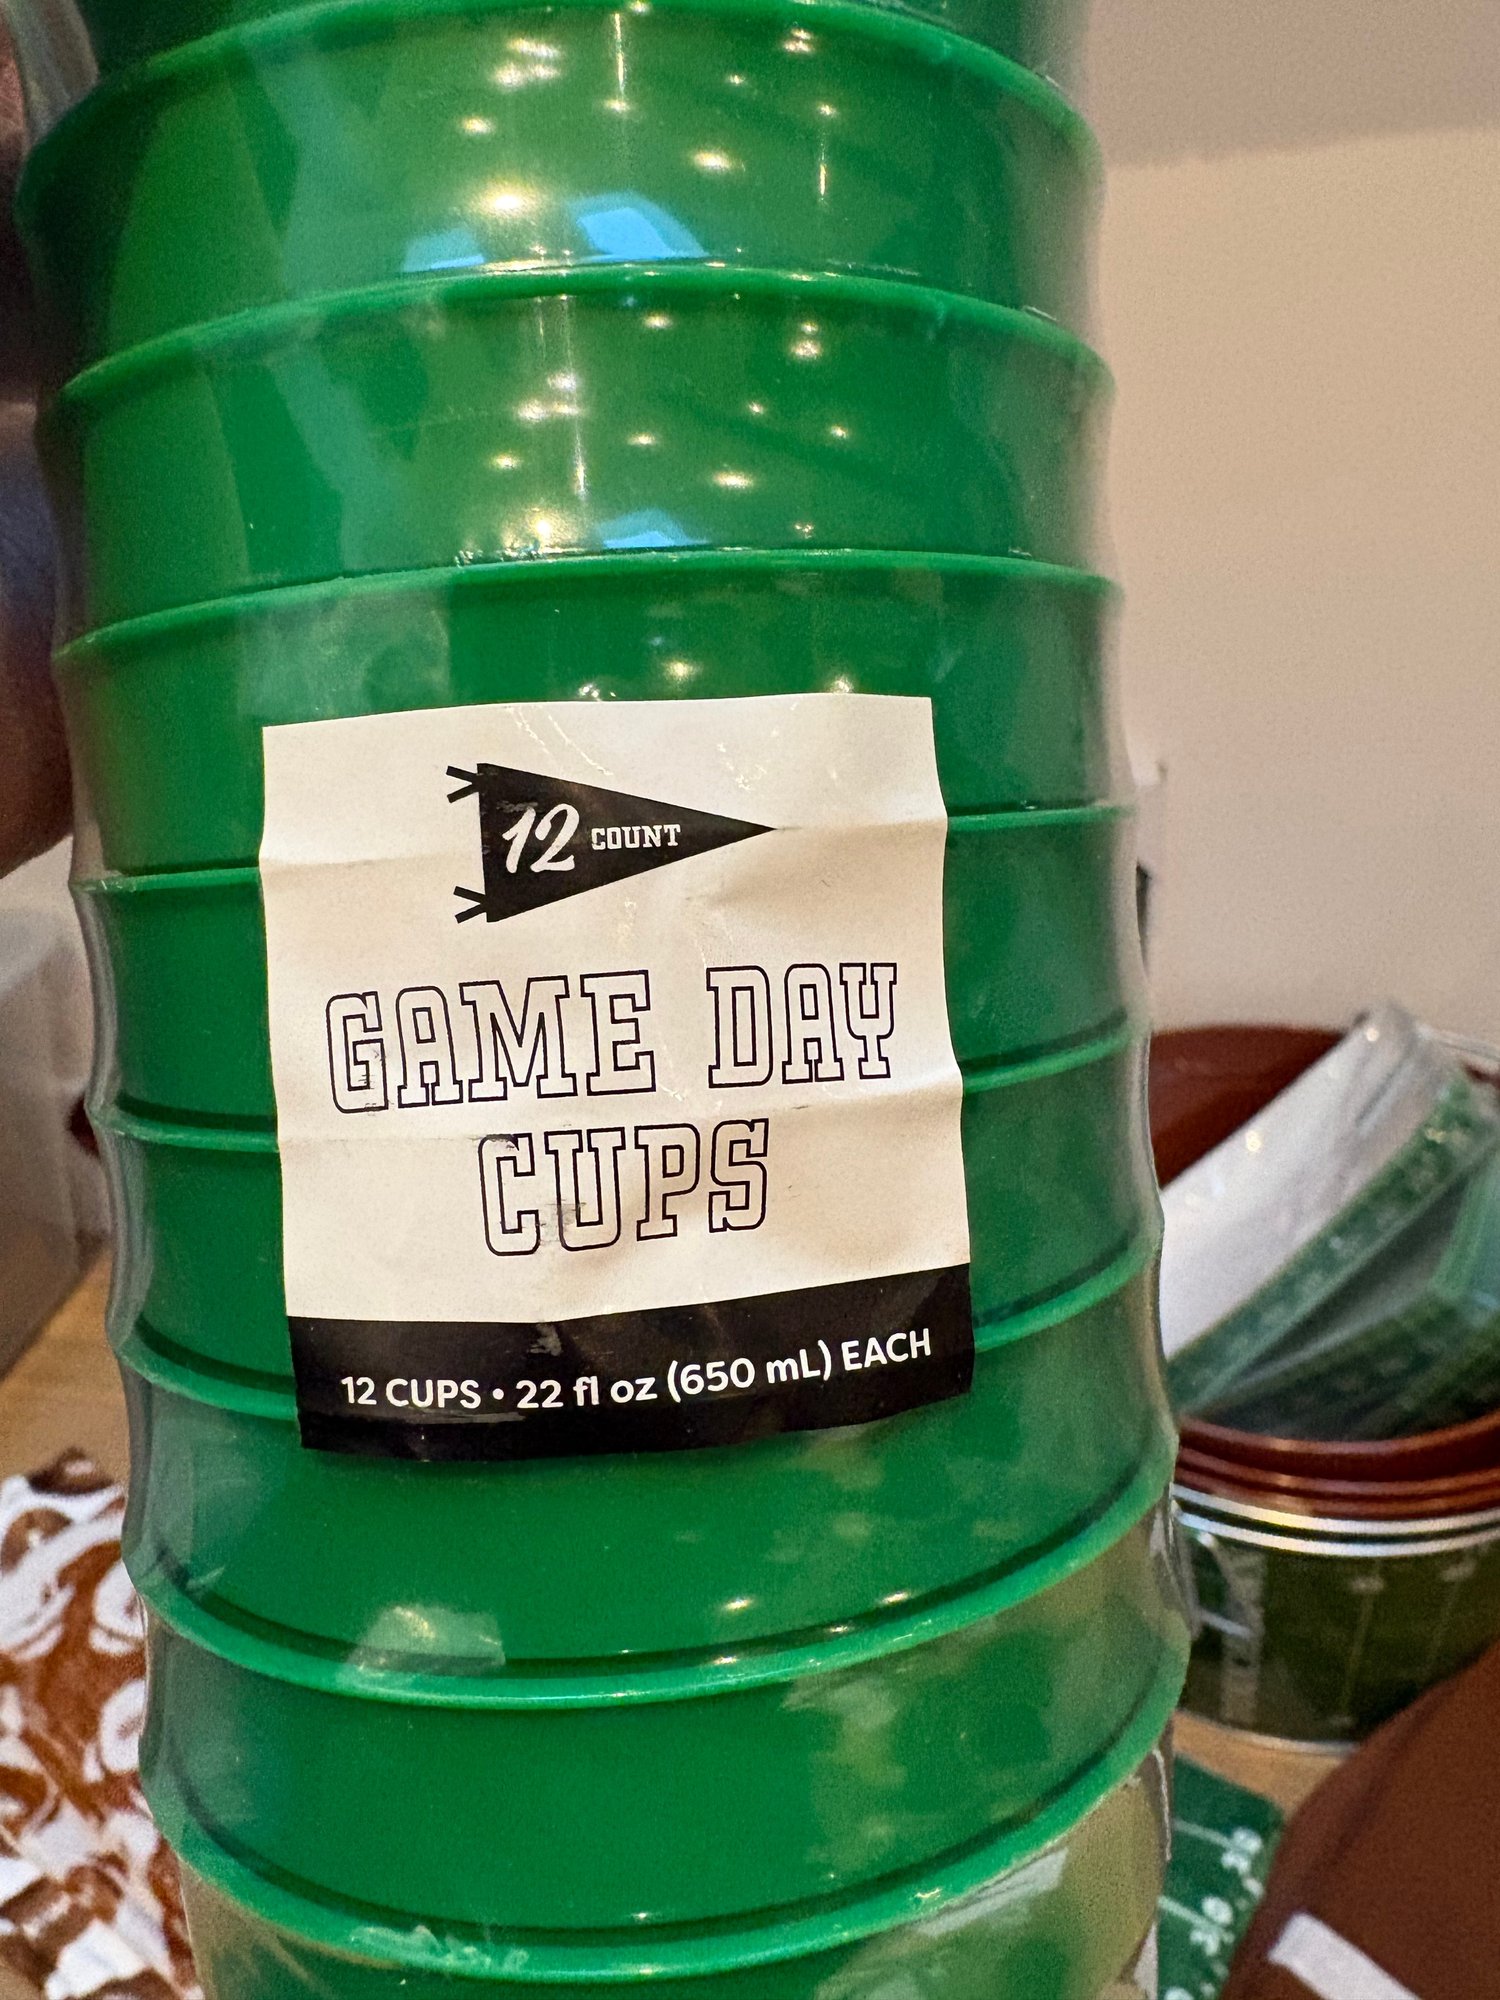 12 COUNT
GAME DAY
CUPS
12 CUPS • 22 fl oz (650 mL) EACH